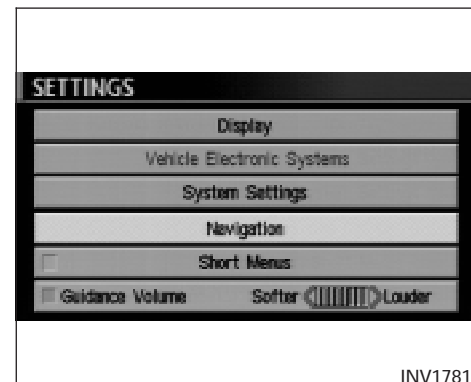 SETTINGS
Display
Vehicle Electronic Systems
System Settings
Navigation
Short Menus
Guidance Volume Softer Louder
INV1781